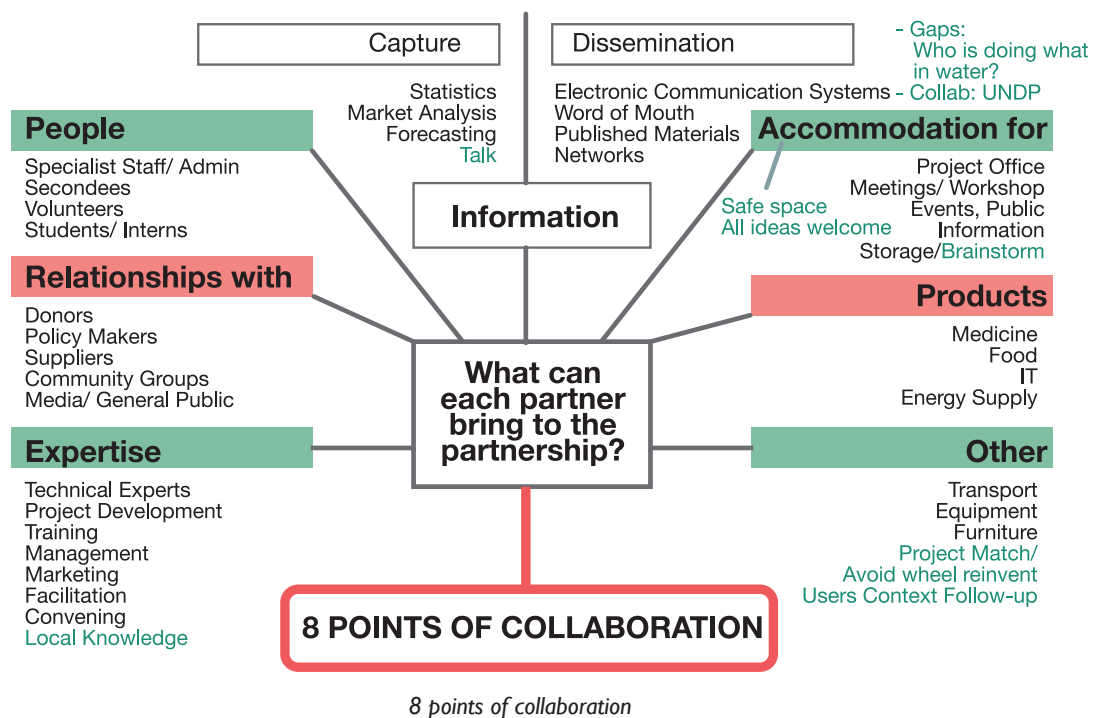 Capture
Dissemination
- Gaps:
Who is doing what
in water?
- Collab: UNDP
Statistics
Market Analysis
Forecasting
Talk
Electronic Communication Systems
Word of Mouth
Published Materials
Networks
People
Specialist Staff/ Admin
Secondees
Volunteers
Students/ Interns
Information
Accommodation for
Project Office
Meetings/ Workshop
Events, Public
Information
Storage/Brainstorm
Safe space
All ideas welcome
Relationships with
Donors
Policy Makers
Suppliers
Community Groups
Media/ General Public
Products
Medicine
Food
IT
Energy Supply
What can
each partner
bring to the
partnership?
Expertise
Technical Experts
Project Development
Training
Management
Marketing
Facilitation
Convening
Local Knowledge
Other
Transport
Equipment
Furniture
Project Match/
Avoid wheel reinvent
Users Context Follow-up
8 POINTS OF COLLABORATION
8 points of collaboration